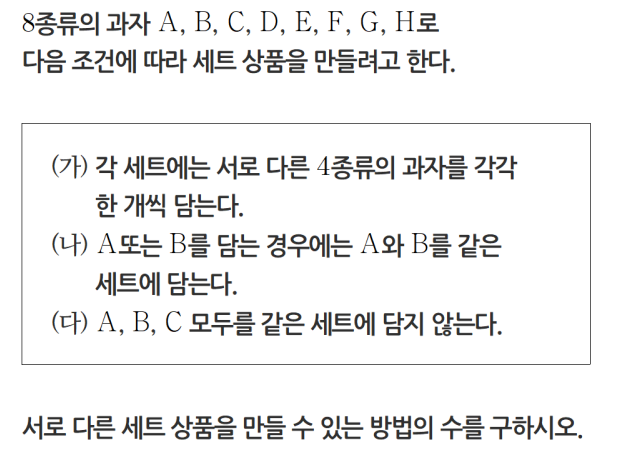 8종류의 과자 A, B, C, D, E, F, G, H로
다음 조건에 따라 세트 상품을 만들려고 한다.
(가) 각 세트에는 서로 다른 4종류의 과자를 각각
한 개씩 담는다.
(나) A또는 B를 담는 경우에는 A와 B를 같은
세트에 담는다.
(다) A, B, C 모두를 같은 세트에 담지 않는다.
서로 다른 세트 상품을 만들 수 있는 방법의 수를 구하시오.